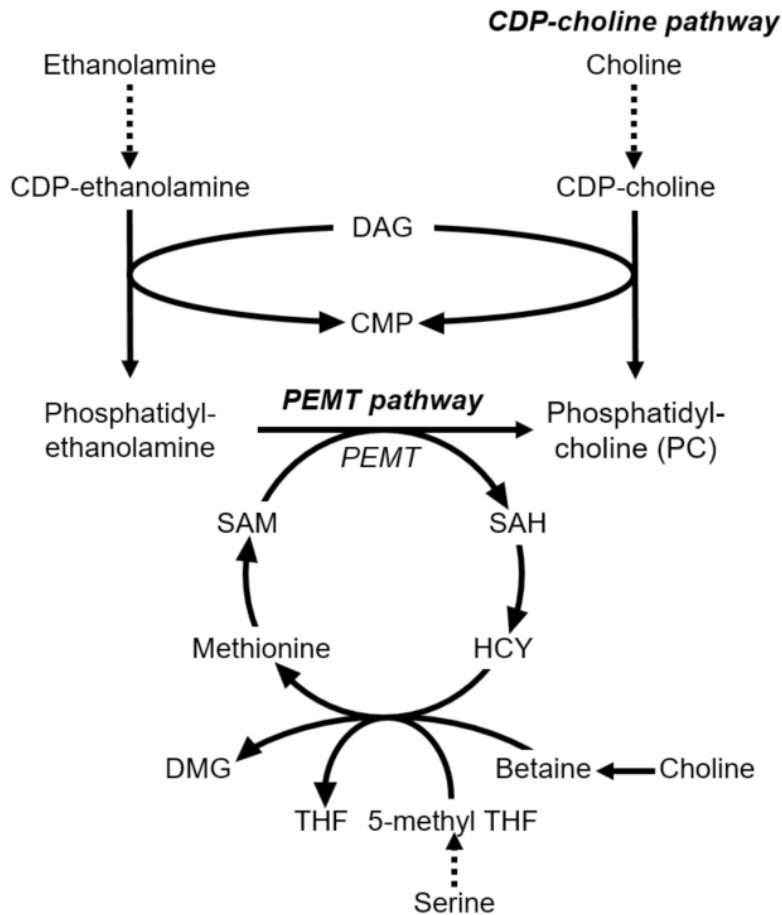 CDP-choline pathway
Ethanolamine
Choline
CDP-ethanolamine
CDP-choline
DAG
CMP
Phosphatidyl-
ethanolamine
PEMT pathway
PEMT
Phosphatidyl-
choline (PC)
SAM
SAH
Methionine
HCY
DMG
Betaine
Choline
THF
5-methyl THF
Serine